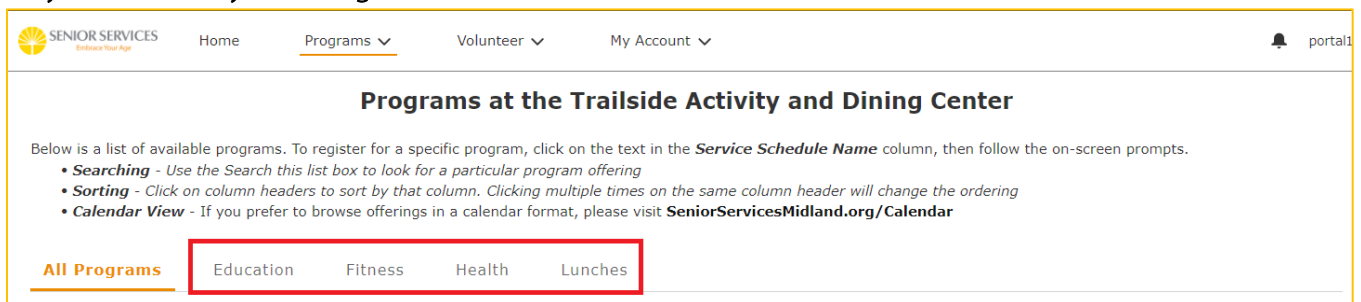 SENIOR SERVICES
Embrace Your Age
Home Programs Volunteer My Account portal1
Programs at the Trailside Activity and Dining Center
Below is a list of available programs. To register for a specific program, click on the text in the Service Schedule Name column, then follow the on-screen prompts.
• Searching - Use the Search this list box to look for a particular program offering
• Sorting - Click on column headers to sort by that column. Clicking multiple times on the same column header will change the ordering
• Calendar View - If you prefer to browse offerings in a calendar format, please visit SeniorServicesMidland.org/Calendar
All Programs Education Fitness Health Lunches